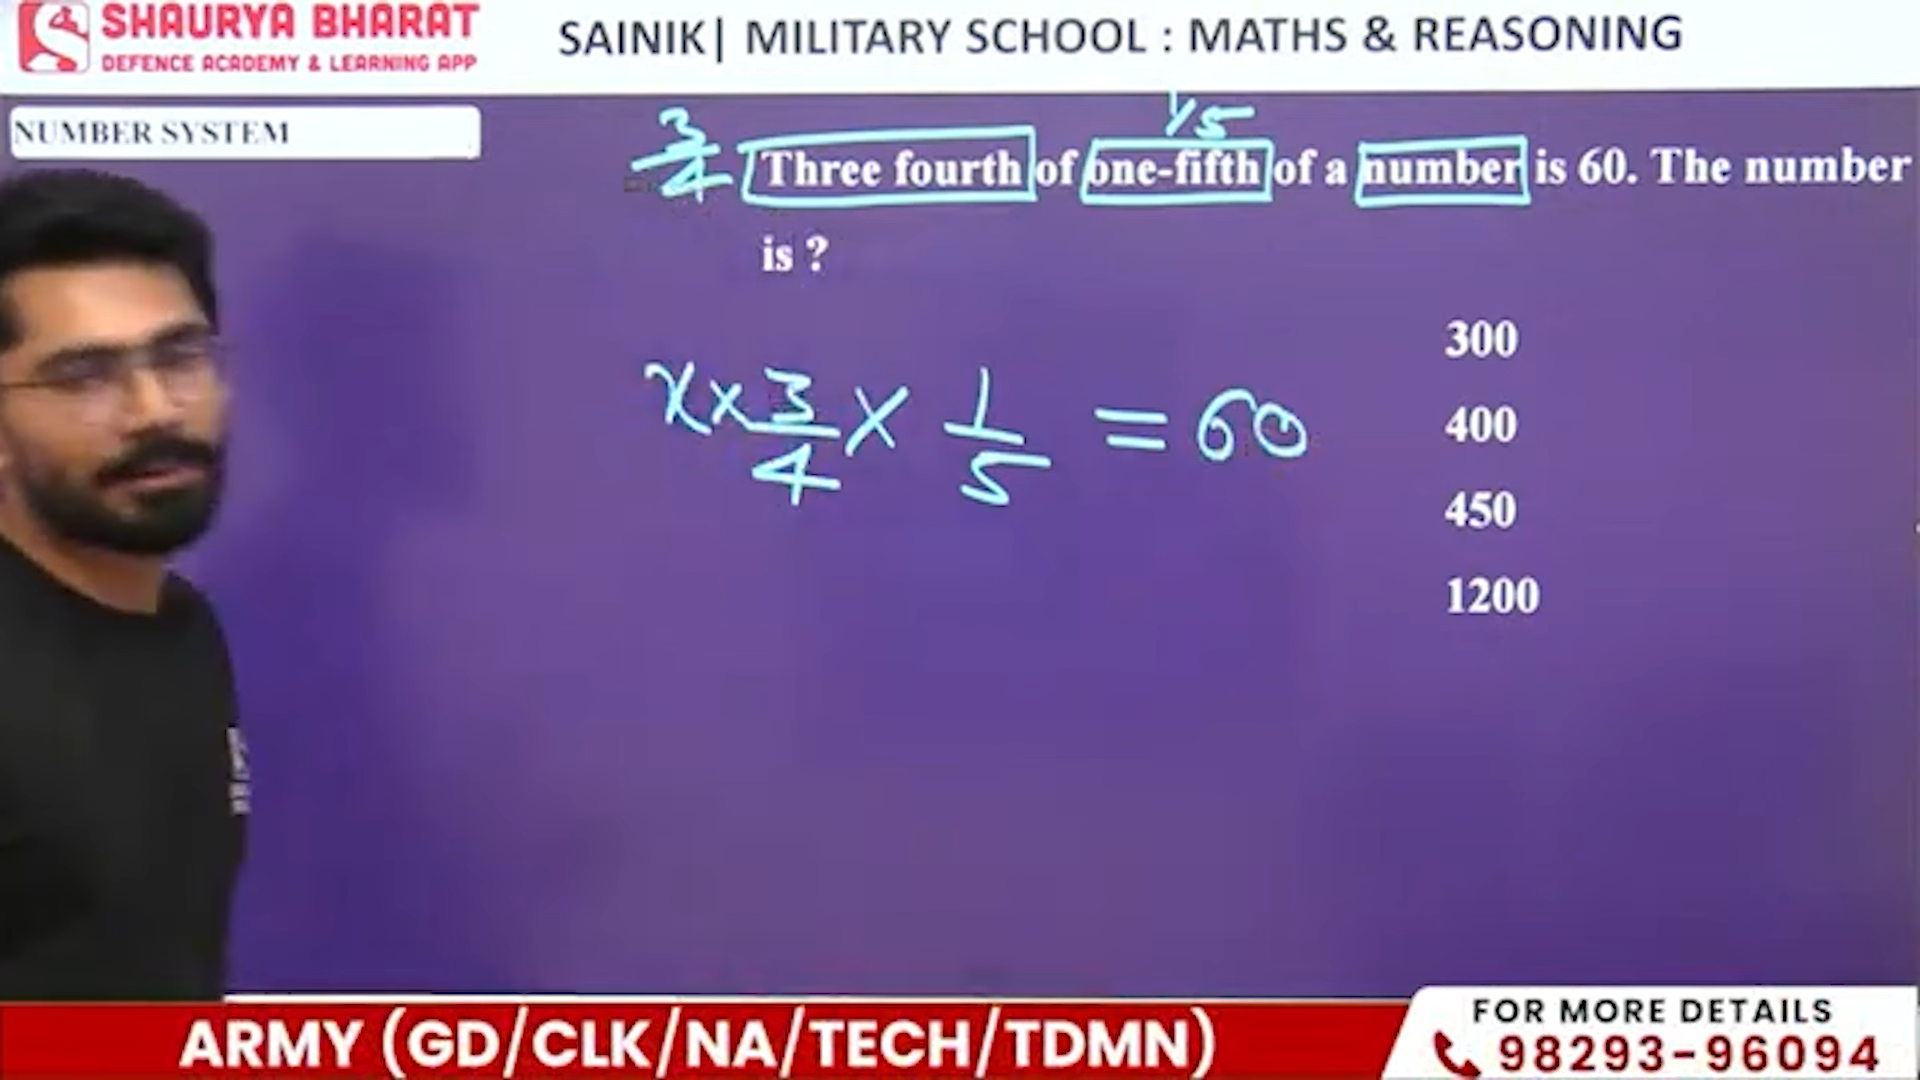 SHAURYA BHARAT
DEFENCE ACADEMY & LEARNING APP
SAINIK| MILITARY SCHOOL : MATHS & REASONING
NUMBER SYSTEM
3/4
1/5
Three fourth of one-fifth of a number is 60. The number
is ?
x × 3/4 × 1/5 = 60
300
400
450
1200
ARMY (GD/CLK/NA/TECH/TDMN)
FOR MORE DETAILS
98293-96094